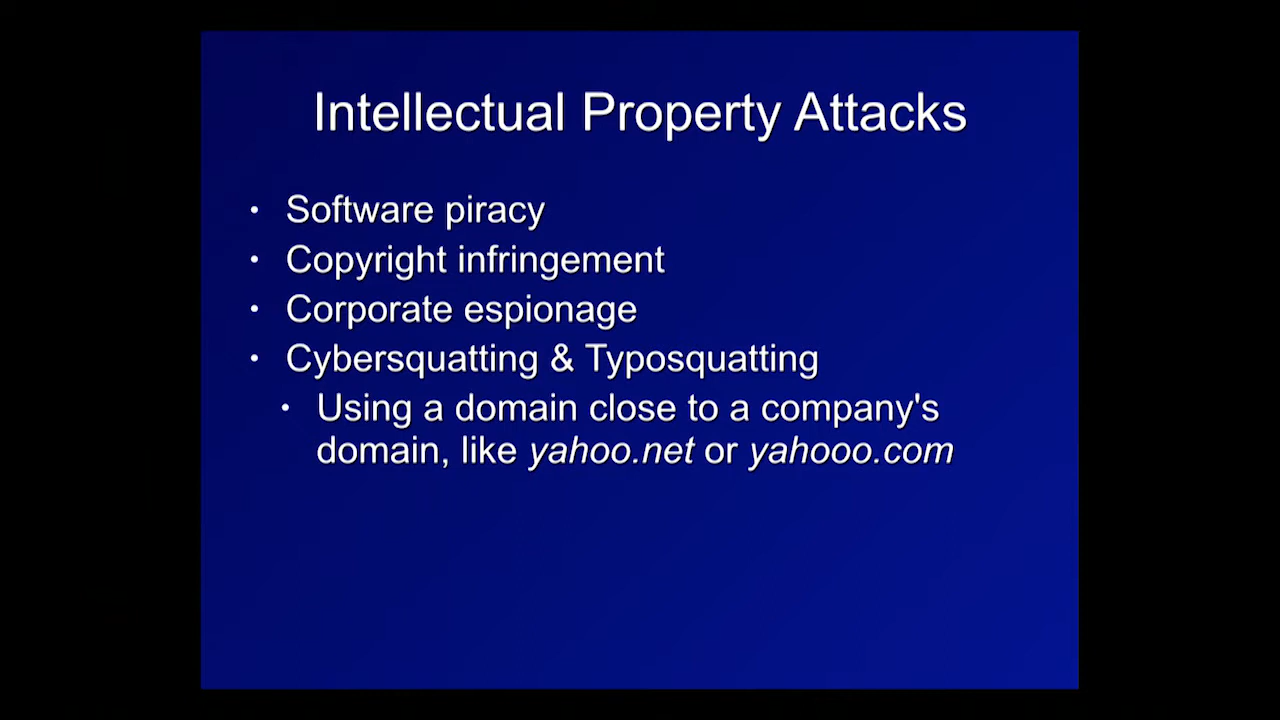 Intellectual Property Attacks
• Software piracy
• Copyright infringement
• Corporate espionage
• Cybersquatting & Typosquatting
• Using a domain close to a company's
domain, like yahoo.net or yahooo.com